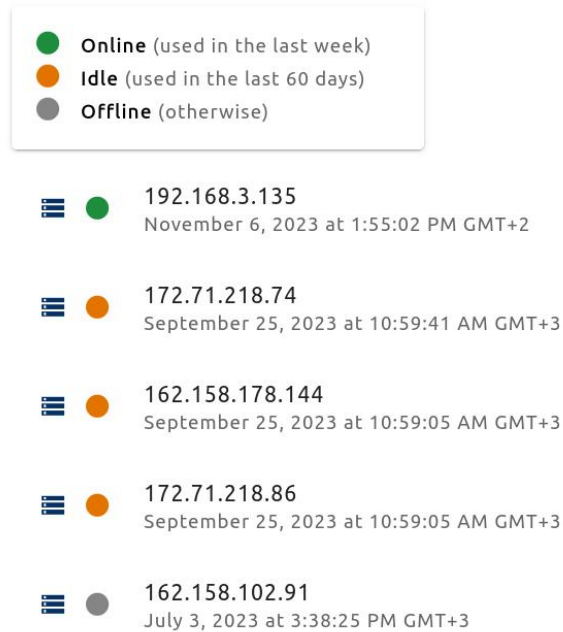 Online (used in the last week)
Idle (used in the last 60 days)
Offline (otherwise)
192.168.3.135
November 6, 2023 at 1:55:02 PM GMT+2
172.71.218.74
September 25, 2023 at 10:59:41 AM GMT+3
162.158.178.144
September 25, 2023 at 10:59:05 AM GMT+3
172.71.218.86
September 25, 2023 at 10:59:05 AM GMT+3
162.158.102.91
July 3, 2023 at 3:38:25 PM GMT+3